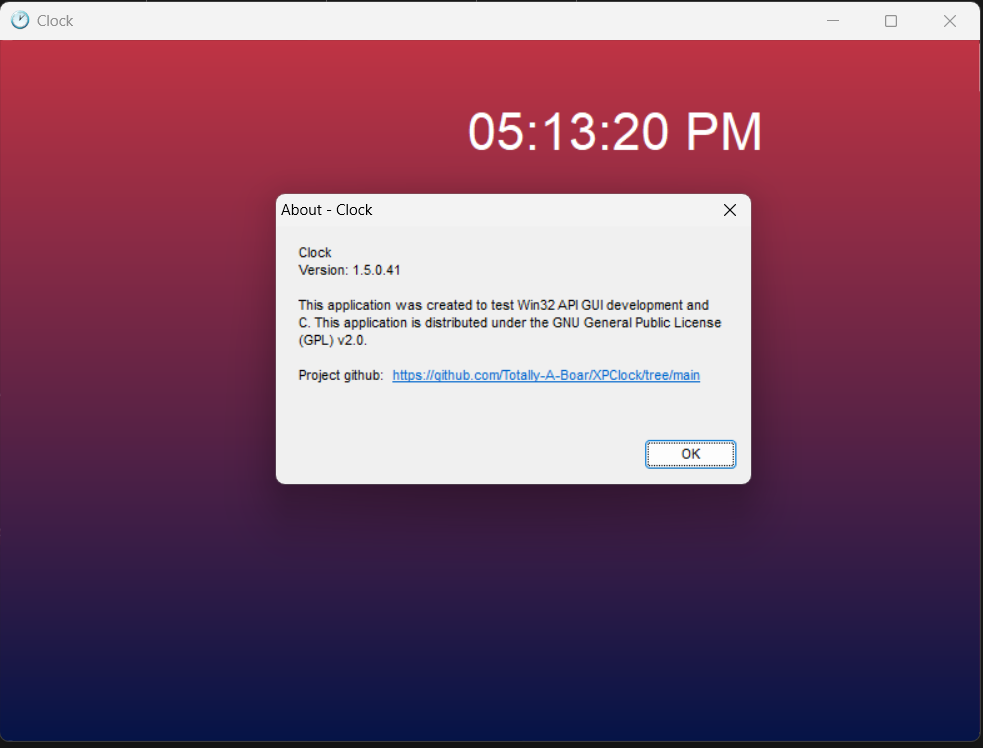 Clock
05:13:20 PM
About - Clock
Clock
Version: 1.5.0.41
This application was created to test Win32 API GUI development and
C. This application is distributed under the GNU General Public License
(GPL) v2.0.
Project github: https://github.com/Totally-A-Boar/XPClock/tree/main
OK